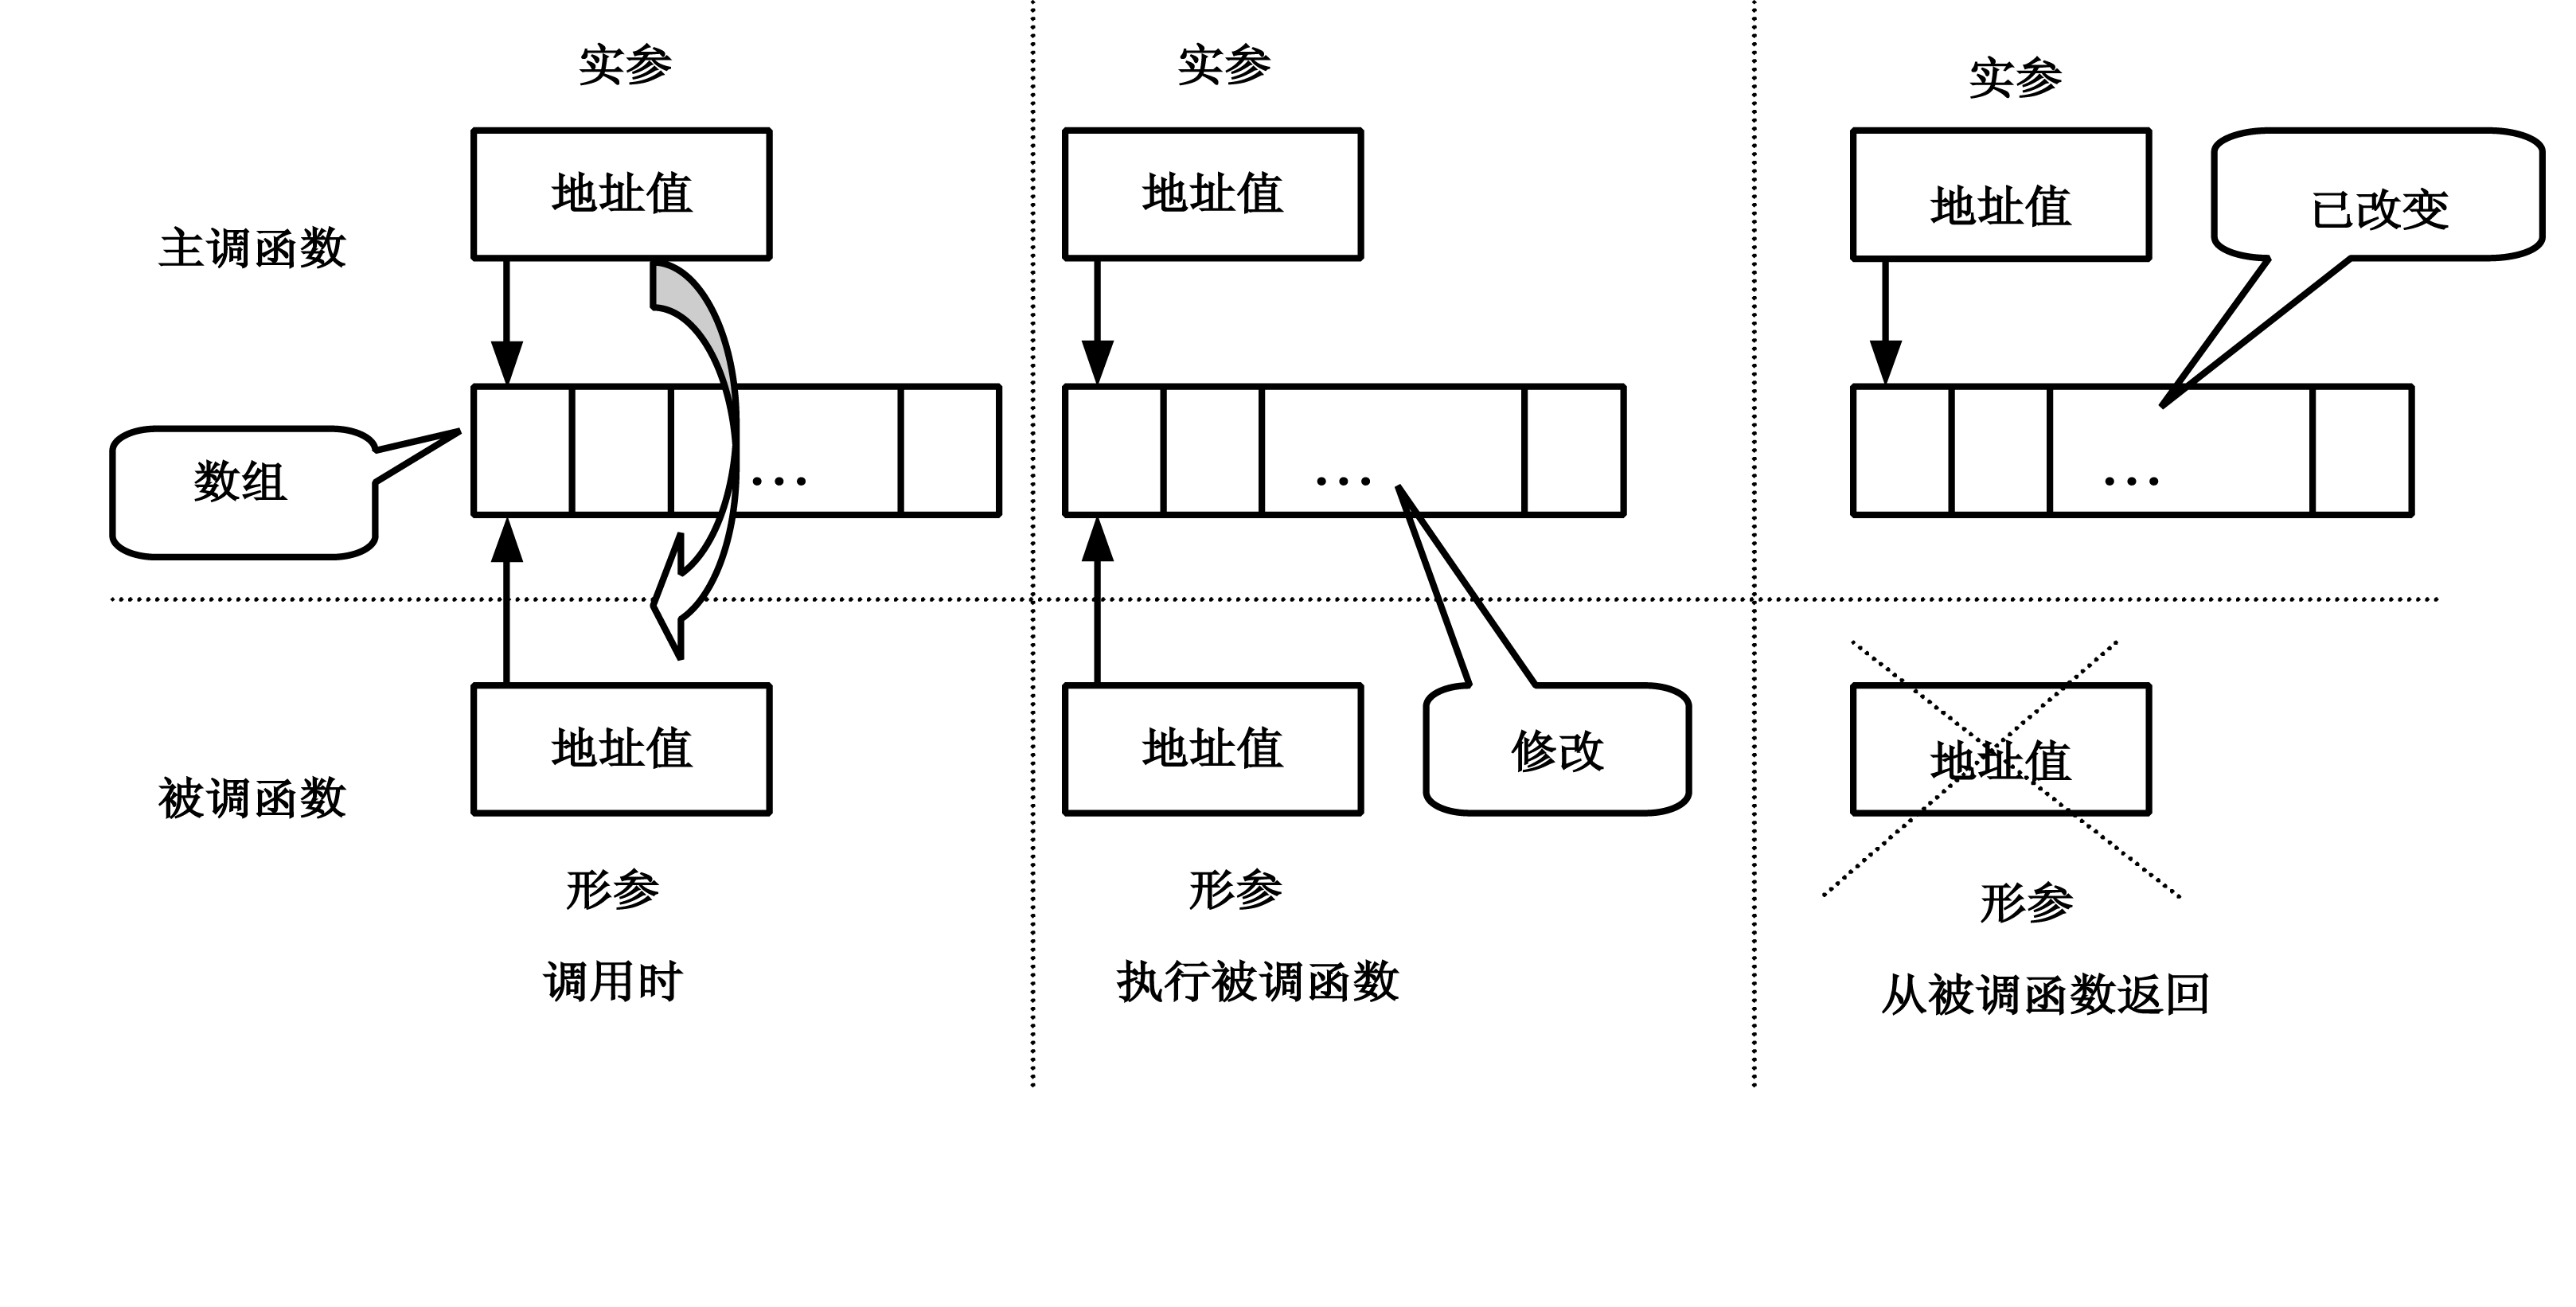 实参
实参
实参
地址值
地址值
地址值
已改变
主调函数
数组
...
...
...
地址值
地址值
修改
地址值
被调函数
形参
形参
形参
调用时
执行被调函数
从被调函数返回